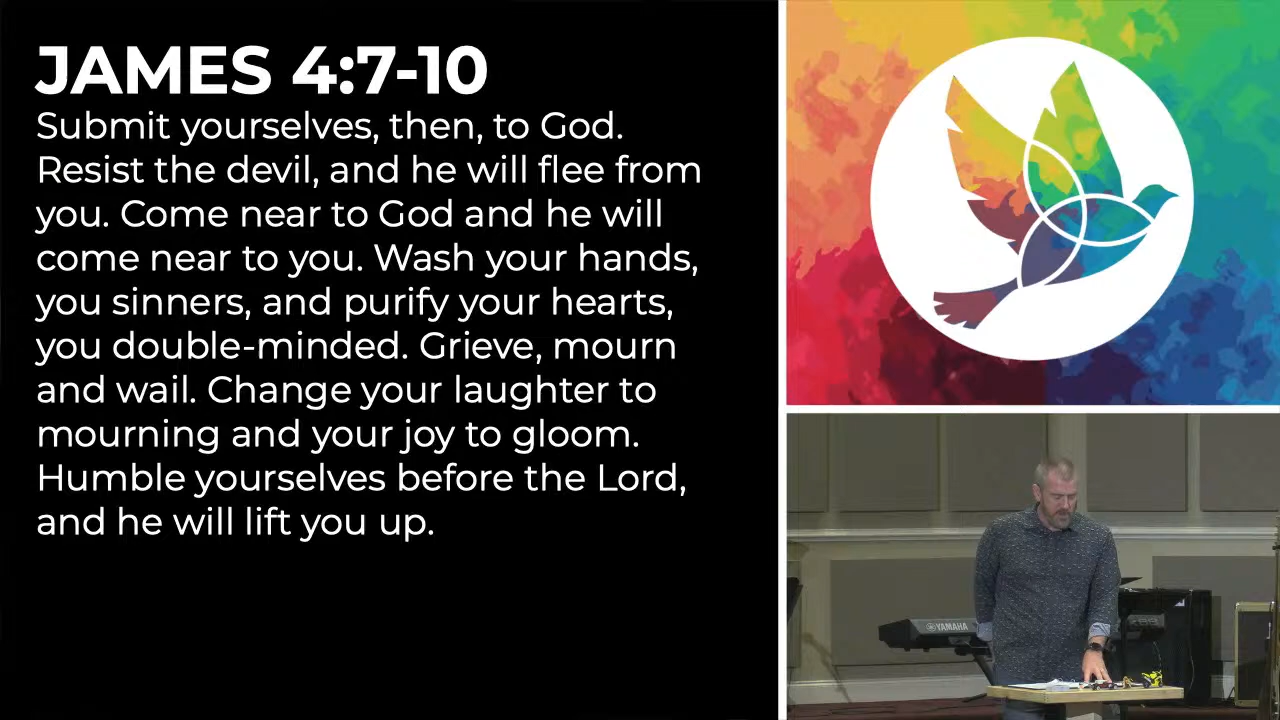 JAMES 4:7-10
Submit yourselves, then, to God.
Resist the devil, and he will flee from
you. Come near to God and he will
come near to you. Wash your hands,
you sinners, and purify your hearts,
you double-minded. Grieve, mourn
and wail. Change your laughter to
mourning and your joy to gloom.
Humble yourselves before the Lord,
and he will lift you up.
YAMAHA